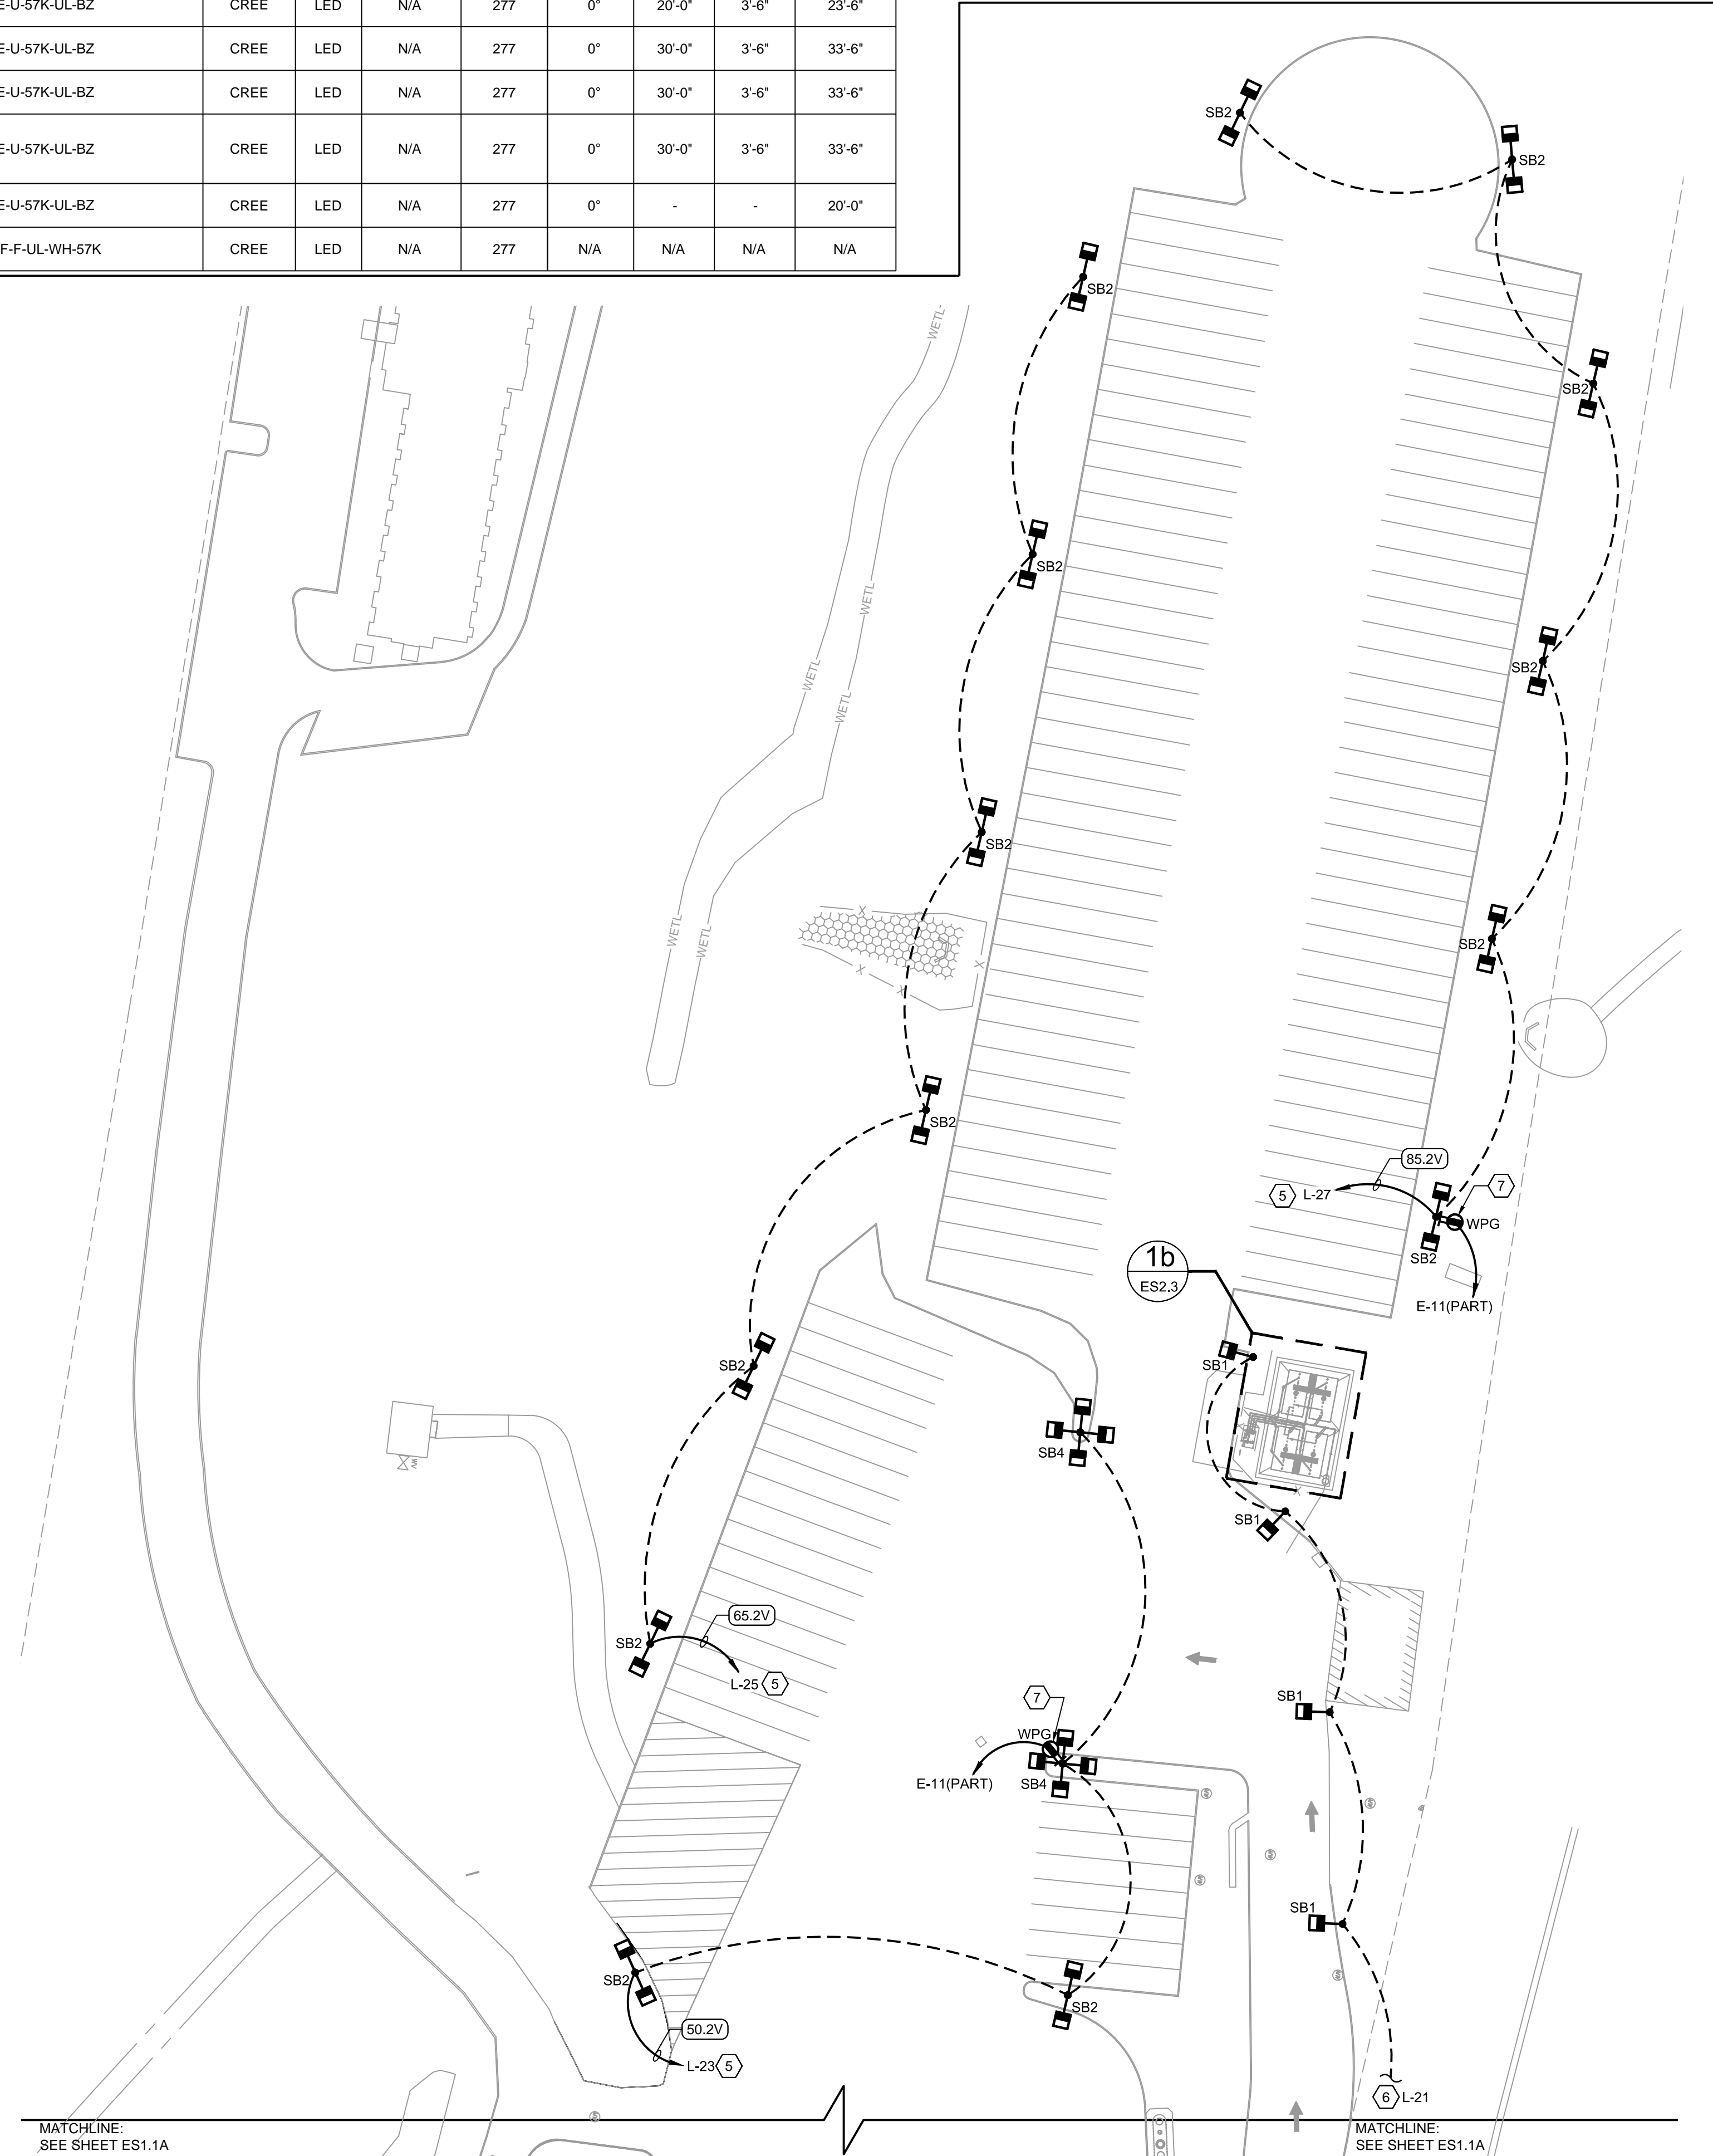 E-U-57K-UL-BZ CREE LED N/A 277 0° 20'-0" 3'-6" 23'-6"
E-U-57K-UL-BZ CREE LED N/A 277 0° 30'-0" 3'-6" 33'-6"
E-U-57K-UL-BZ CREE LED N/A 277 0° 30'-0" 3'-6" 33'-6"
E-U-57K-UL-BZ CREE LED N/A 277 0° 30'-0" 3'-6" 33'-6"
E-U-57K-UL-BZ CREE LED N/A 277 0° - - 20'-0"
F-F-UL-WH-57K CREE LED N/A 277 N/A N/A N/A N/A
SB2
SB2
SB2
WETL
SB2
SB2
WETL
SB2
WETL
WETL
SB2
X
WETL
WETL
SB2
X
X
X
SB2
85.2V
5 L-27
7
WPG
SB2
1b
ES2.3
E-11(PART)
SB1
SB2
SB4
WV
X
SB1
65.2V
SB2
L-25 5
7
SB1
WPG
E-11(PART)
SB4
SB1
SB2
SB2
50.2V
L-23 5
6 L-21
MATCHLINE:
SEE SHEET ES1.1A
MATCHLINE:
SEE SHEET ES1.1A